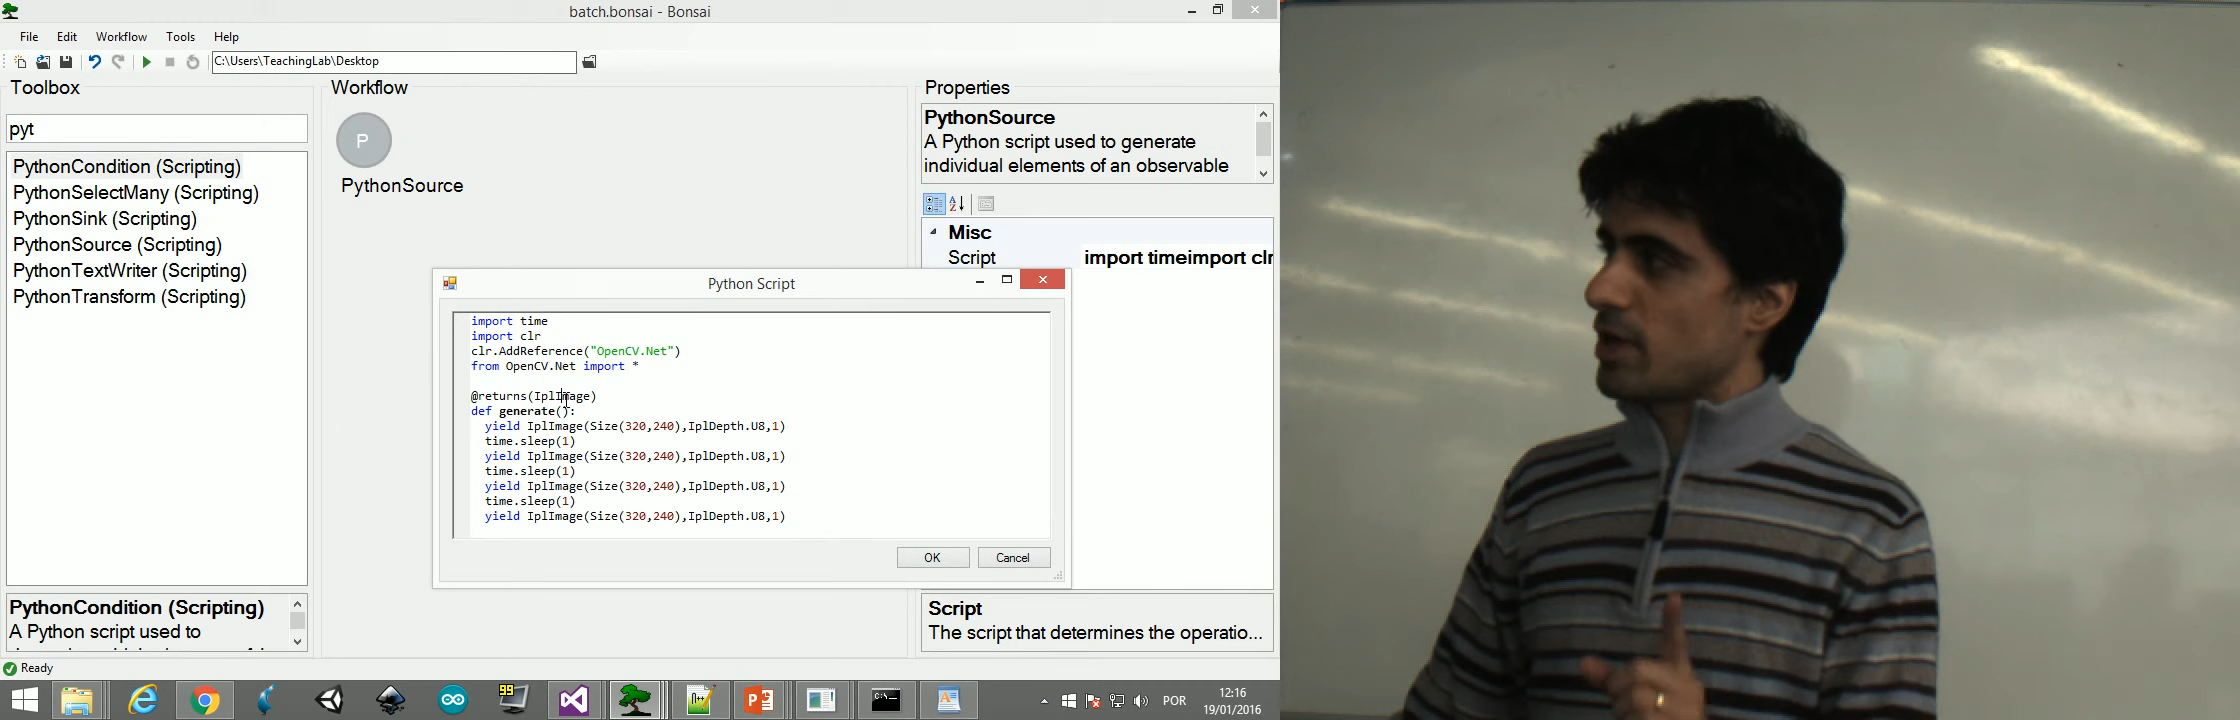 batch.bonsai - Bonsai
File Edit Workflow Tools Help
C:\Users\TeachingLab\Desktop
Toolbox
pyt
PythonCondition (Scripting)
PythonSelectMany (Scripting)
PythonSink (Scripting)
PythonSource (Scripting)
PythonTextWriter (Scripting)
PythonTransform (Scripting)
PythonCondition (Scripting)
A Python script used to
Workflow
P
PythonSource
Properties
PythonSource
A Python script used to generate
individual elements of an observable
Misc
Script import timeimport clr
Python Script
import time
import clr
clr.AddReference("OpenCV.Net")
from OpenCV.Net import *
@returns(IplImage)
def generate():
yield IplImage(Size(320,240),IplDepth.U8,1)
time.sleep(1)
yield IplImage(Size(320,240),IplDepth.U8,1)
time.sleep(1)
yield IplImage(Size(320,240),IplDepth.U8,1)
time.sleep(1)
yield IplImage(Size(320,240),IplDepth.U8,1)
OK Cancel
Script
The script that determines the operatio...
Ready
99
POR
12:16
19/01/2016